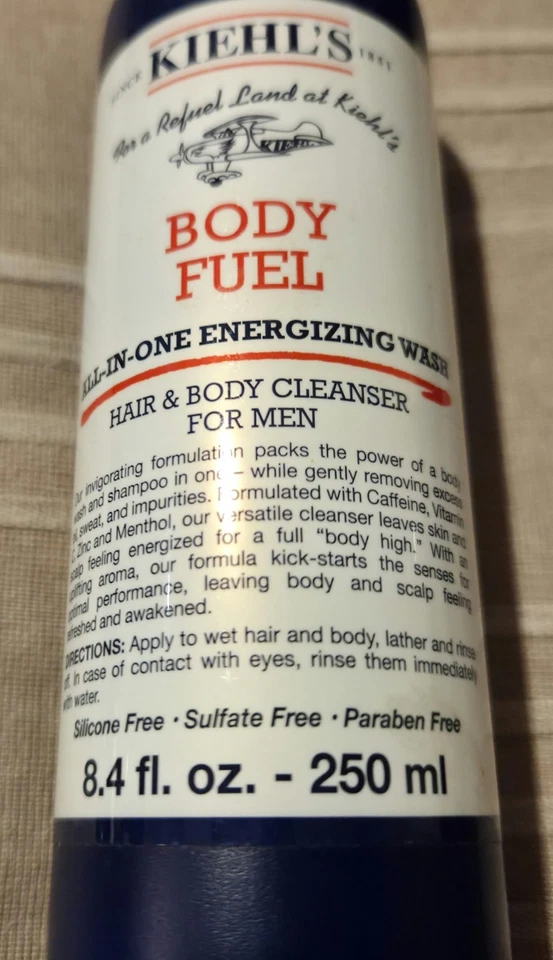 SINCE KIEHL'S 1851
For a Refuel Land at Kiehl's
KIEHL'S
BODY
FUEL
ALL-IN-ONE ENERGIZING WASH
HAIR & BODY CLEANSER
FOR MEN
Our invigorating formulation packs the power of a body
wash and shampoo in one – while gently removing excess
oil, sweat, and impurities. Formulated with Caffeine, Vitamin
C, Zinc and Menthol, our versatile cleanser leaves skin and
scalp feeling energized for a full “body high.” With an
uplifting aroma, our formula kick-starts the senses for
optimal performance, leaving body and scalp feeling
refreshed and awakened.
DIRECTIONS: Apply to wet hair and body, lather and rinse
off. In case of contact with eyes, rinse them immediately
with water.
Silicone Free • Sulfate Free • Paraben Free
8.4 fl. oz. - 250 ml